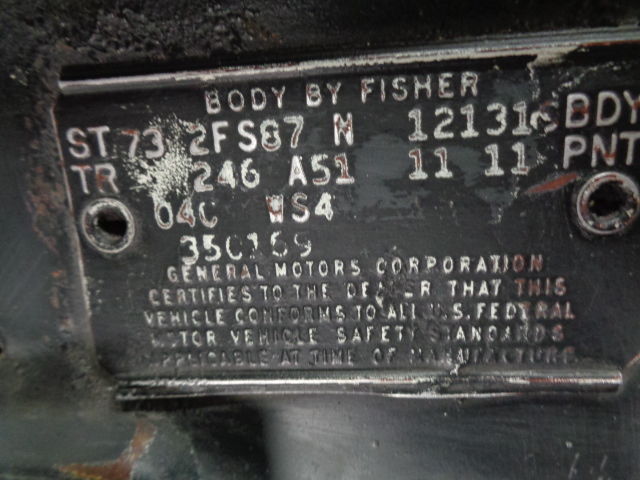 BODY BY FISHER
ST 73 2FS87 N 121316 BDY
TR 246 A51 11 11 PNT
04C WS4
350169
GENERAL MOTORS CORPORATION
CERTIFIES TO THE DEALER THAT THIS
VEHICLE CONFORMS TO ALL U.S. FEDERAL
MOTOR VEHICLE SAFETY STANDARDS
APPLICABLE AT TIME OF MANUFACTURE